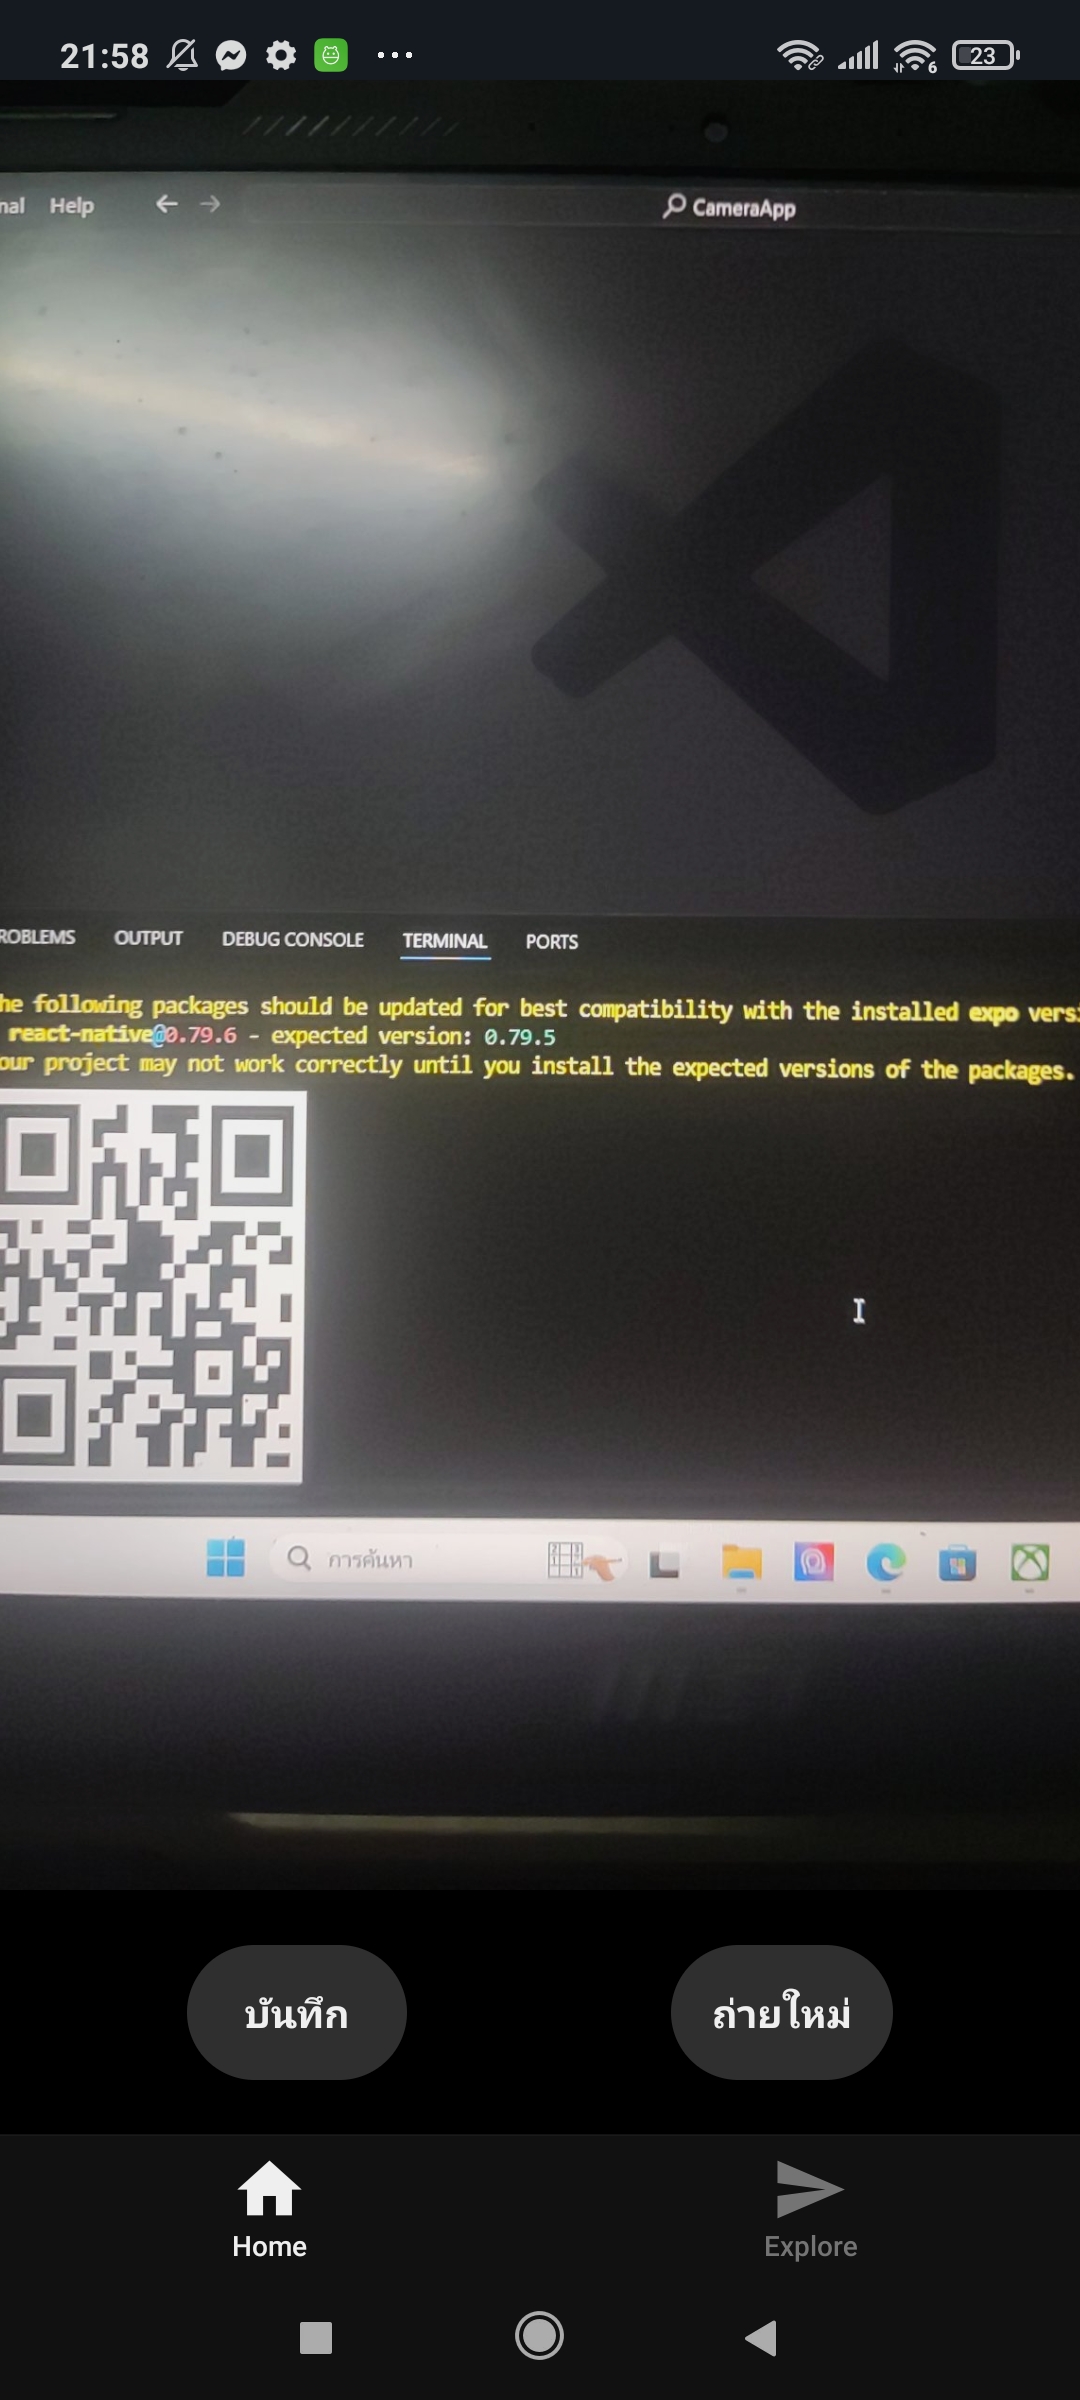 21:58
6
23
nal Help
CameraApp
ROBLEMS OUTPUT DEBUG CONSOLE TERMINAL PORTS
he following packages should be updated for best compatibility with the installed expo versi
react-native@0.79.6 - expected version: 0.79.5
our project may not work correctly until you install the expected versions of the packages.
การค้นหา
บันทึก ถ่ายใหม่
Home Explore